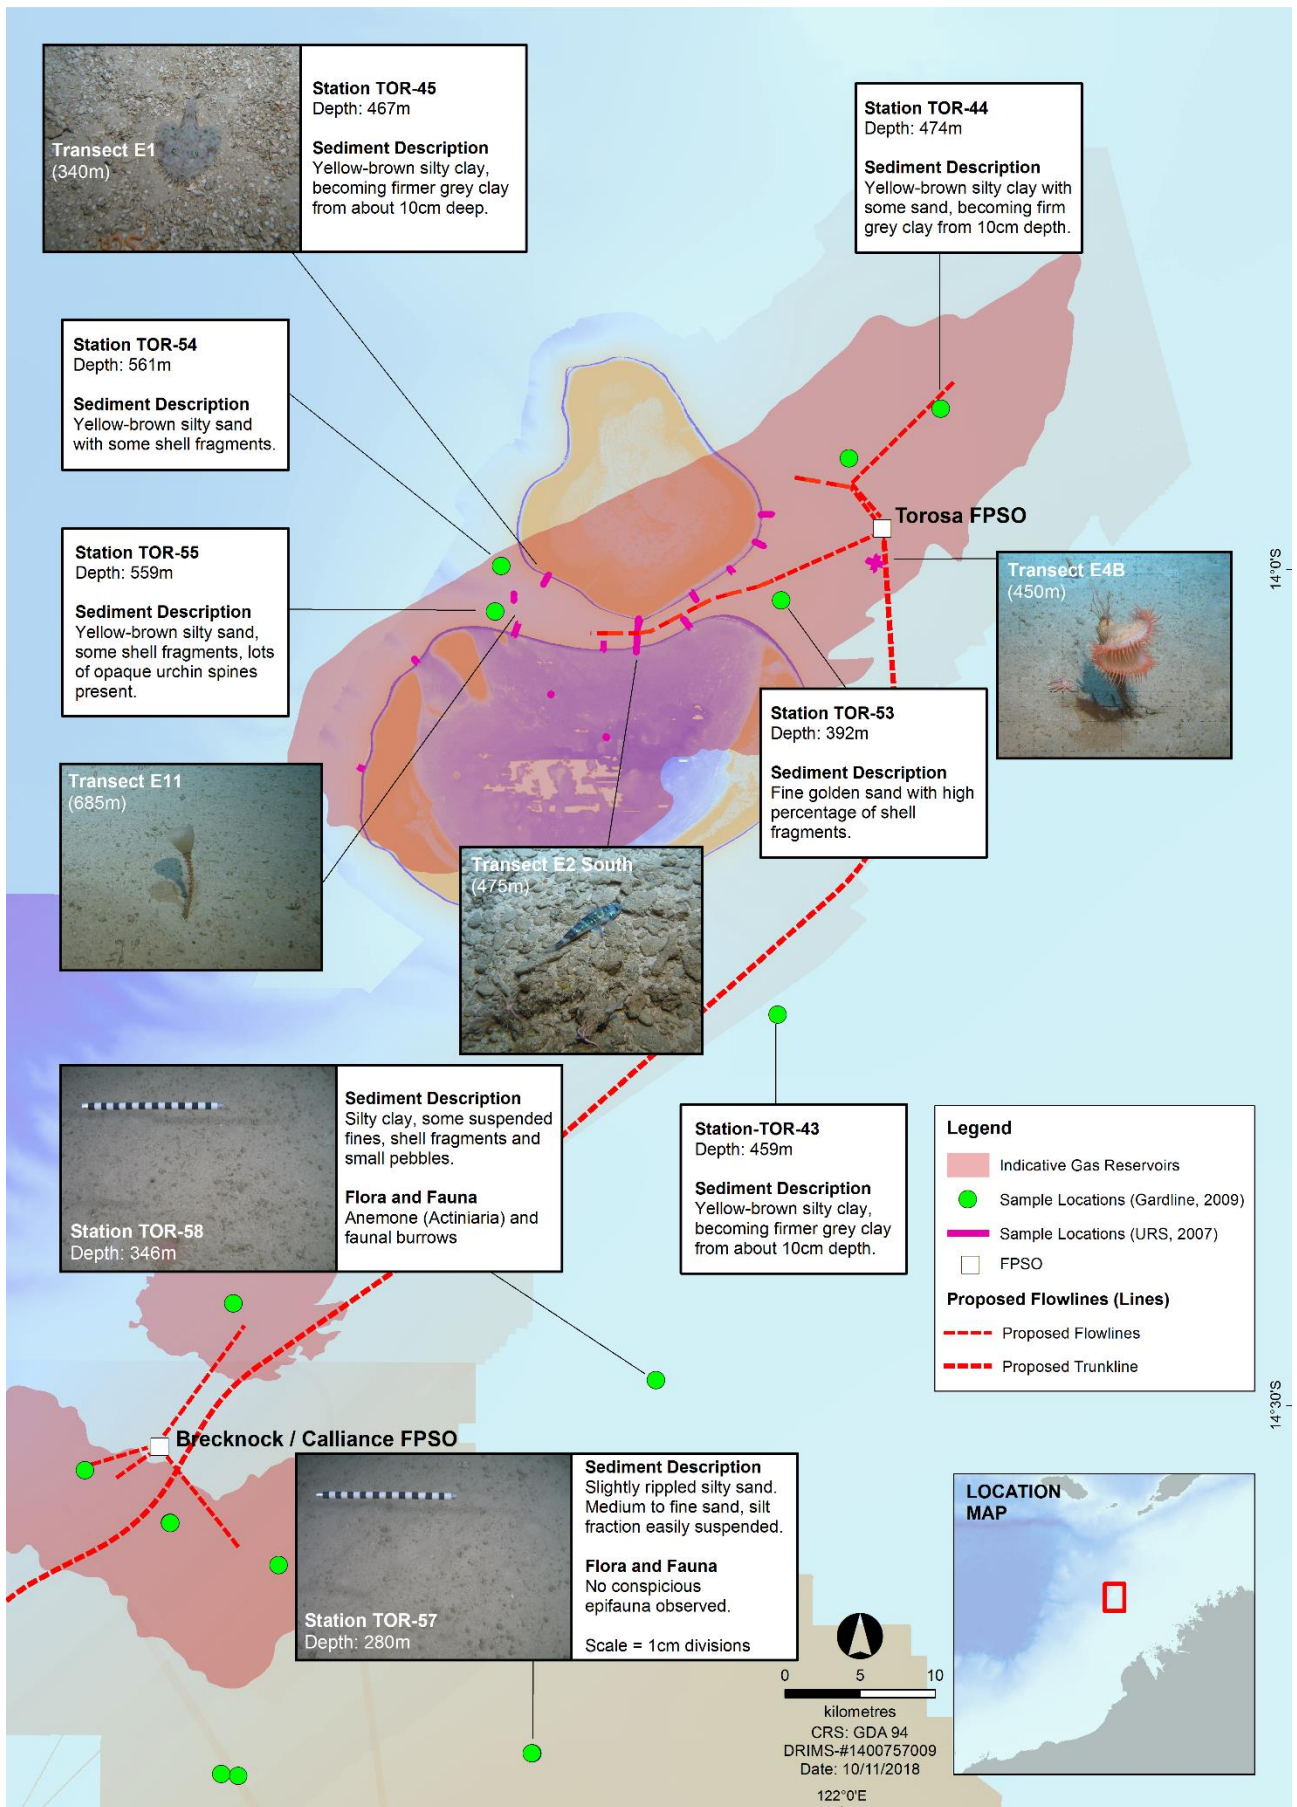 Transect E1
(340m)
Station TOR-45
Depth: 467m
Sediment Description
Yellow-brown silty clay,
becoming firmer grey clay
from about 10cm deep.
Station TOR-44
Depth: 474m
Sediment Description
Yellow-brown silty clay with
some sand, becoming firm
grey clay from 10cm depth.
Station TOR-54
Depth: 561m
Sediment Description
Yellow-brown silty sand
with some shell fragments.
Torosa FPSO
Station TOR-55
Depth: 559m
Sediment Description
Yellow-brown silty sand,
some shell fragments, lots
of opaque urchin spines
present.
14°0'S
Transect E4B
(450m)
Station TOR-53
Depth: 392m
Sediment Description
Fine golden sand with high
percentage of shell
fragments.
Transect E11
(685m)
Transect E2 South
(475m)
Station TOR-58
Depth: 346m
Sediment Description
Silty clay, some suspended
fines, shell fragments and
small pebbles.
Flora and Fauna
Anemone (Actiniaria) and
faunal burrows
Station-TOR-43
Depth: 459m
Sediment Description
Yellow-brown silty clay,
becoming firmer grey clay
from about 10cm depth.
Legend
Indicative Gas Reservoirs
Sample Locations (Gardline, 2009)
Sample Locations (URS, 2007)
FPSO
Proposed Flowlines (Lines)
Proposed Flowlines
Proposed Trunkline
14°30'S
Brecknock / Calliance FPSO
Station TOR-57
Depth: 280m
Sediment Description
Slightly rippled silty sand.
Medium to fine sand, silt
fraction easily suspended.
Flora and Fauna
No conspicious
epifauna observed.
Scale = 1cm divisions
LOCATION
MAP
0 5 10
kilometres
CRS: GDA 94
DRIMS-#1400757009
Date: 10/11/2018
122°0'E